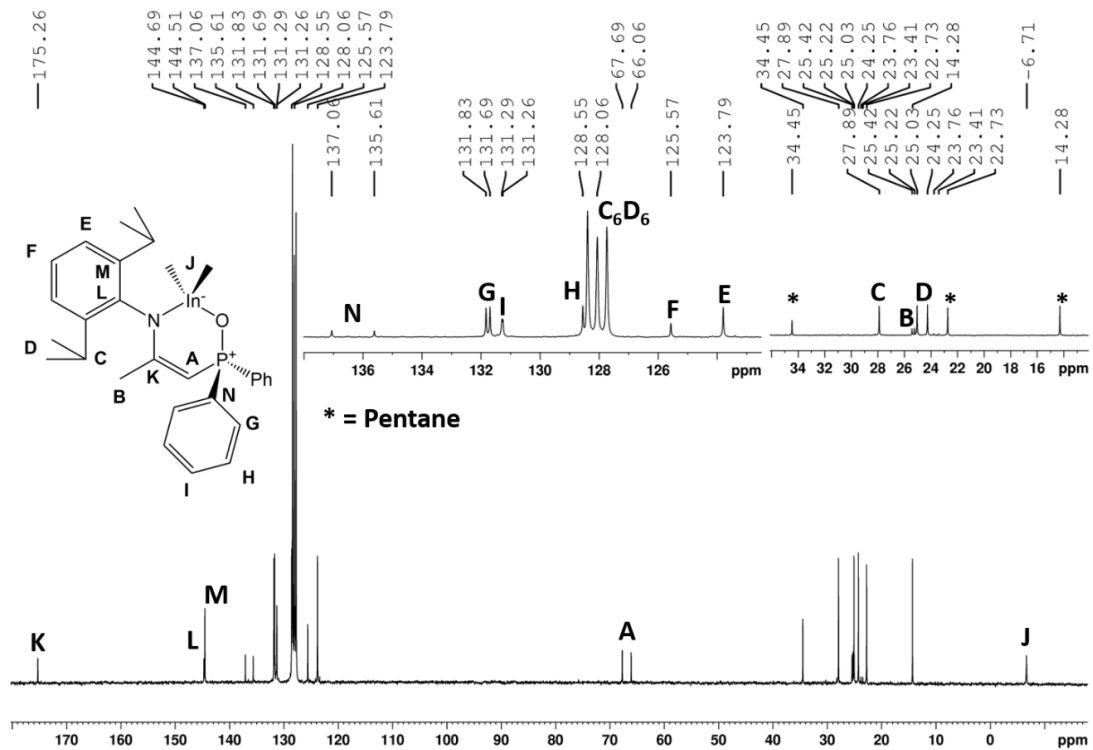 175.26
144.69
144.51
137.06
135.61
131.83
131.69
131.29
131.26
128.55
128.06
125.57
123.79
67.69
66.06
34.45
27.89
25.42
25.22
25.03
24.25
23.76
23.41
22.73
14.28
-6.71
137.06
135.61
131.83
131.69
131.29
131.26
128.55
128.06
125.57
123.79
34.45
27.89
25.42
25.22
25.03
24.25
23.76
23.41
22.73
14.28
E
F
M
L
J
In-
N
O
D
C
A
K
P+
Ph
B
N
G
H
I
N
G
I
H
C6D6
F
E
136 134 132 130 128 126 124 ppm
* C B D * *
34 32 30 28 26 24 22 20 18 16 ppm
* = Pentane
K
L
M
A
J
170 160 150 140 130 120 110 100 90 80 70 60 50 40 30 20 10 0 ppm